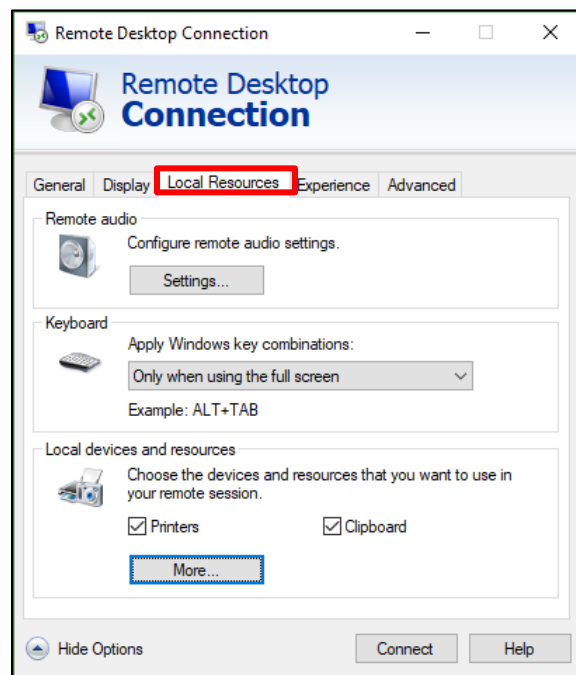 Remote Desktop Connection
Remote Desktop
Connection
General Display Local Resources Experience Advanced
Remote audio
Configure remote audio settings.
Settings...
Keyboard
Apply Windows key combinations:
Only when using the full screen
Example: ALT+TAB
Local devices and resources
Choose the devices and resources that you want to use in
your remote session.
Printers Clipboard
More...
Hide Options Connect Help